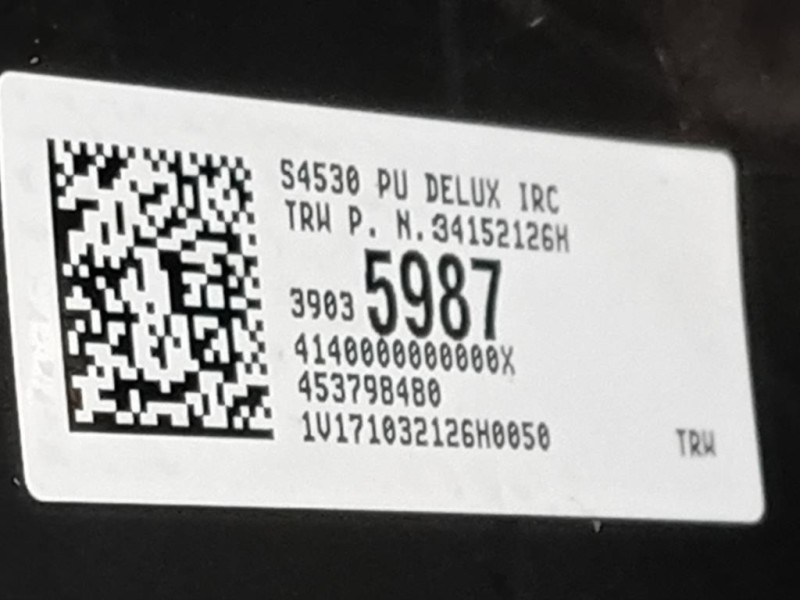 S4530 PU DELUX IRC
TRW P. N.34152126H
3903 5987
4140000000000X
453798480
1V171032126H0050
TRW